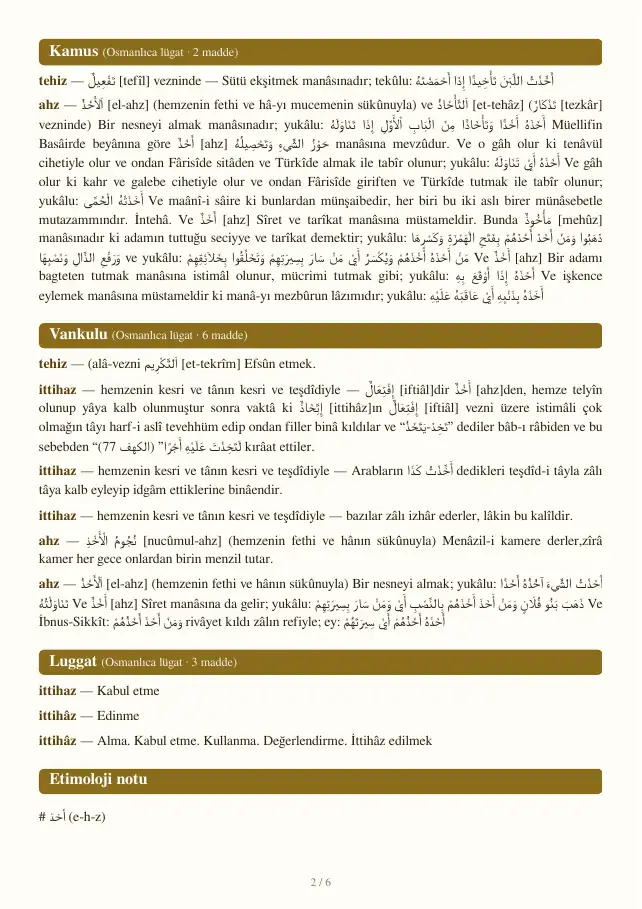 Kamus (Osmanlıca lügat · 2 madde)
tehiz — تَفْعِيلٌ [tefîl] vezninde — Sütü ekşitmek manâsınadır; tekûlu: أَخَّذْتُ اللَّبَنَ تَأْخِيذًا إِذَا أَحْمَضْتَهُ
ahz — اَلْأَخْذُ [el-ahz] (hemzenin fethi ve hâ-yı mucemenin sükûnuyla) ve اَلتَّأْخَاذُ [et-tehâz] (تَذْكَارٌ [tezkâr]
vezninde) Bir nesneyi almak manâsınadır; yukâlu: أَخَذَهُ أَخْذًا وَتَأْخَاذًا مِنَ الْبَابِ الْأَوَّلِ إِذَا تَنَاوَلَهُ Müellifin
Basâirde beyânına göre أَخْذٌ [ahz] حَوْزُ الشَّيْءِ وَتَحْصِيلُهُ manâsına mevzûdur. Ve o gâh olur ki tenâvül
cihetiyle olur ve ondan Fârisîde sitâden ve Türkîde almak ile tabîr olunur; yukâlu: أَخَذَهُ أَيْ تَنَاوَلَهُ Ve gâh
olur ki kahr ve galebe cihetiyle olur ve ondan Fârisîde giriften ve Türkîde tutmak ile tabîr olunur;
yukâlu: أَخَذَتْهُ الْحُمَّى Ve maânî-i sâire ki bunlardan münşaibedir, her biri bu iki aslı birer münâsebetle
mutazammındır. İntehâ. Ve أَخْذٌ [ahz] Sîret ve tarîkat manâsına müstameldir. Bunda مَأْخُوذٌ [mehûz]
manâsınadır ki adamın tuttuğu seciyye ve tarîkat demektir; yukâlu: ذَهَبُوا وَمَنْ أَخَذَ أَخْذَهُمْ بِفَتْحِ الْهَمْزَةِ وَكَسْرِهَا
وَرَفْعِ الذَّالِ وَنَصْبِهَا ve yukâlu: مَنْ أَخَذَهُ أَخْذُهُمْ وَيُكْسَرُ أَيْ مَنْ سَارَ بِسِيرَتِهِمْ وَتَخَلَّقُوا بِخَلَائِقِهِمْ Ve أَخْذٌ [ahz] Bir adamı
bagteten tutmak manâsına istimâl olunur, mücrimi tutmak gibi; yukâlu: أَخَذَهُ إِذَا أَوْقَعَ بِهِ Ve işkence
eylemek manâsına müstameldir ki manâ-yı mezbûrun lâzımıdır; yukâlu: أَخَذَهُ بِذَنْبِهِ أَيْ عَاقَبَهُ عَلَيْهِ
Vankulu (Osmanlıca lügat · 6 madde)
tehiz — (alâ-vezni اَلتَّكْرِيمِ [et-tekrîm] Efsûn etmek.
ittihaz — hemzenin kesri ve tânın kesri ve teşdîdiyle — إِفْتِعَالٌ [iftiâl]dir أَخْذٌ [ahz]den, hemze telyîn
olunup yâya kalb olunmuştur sonra vaktâ ki إِتِّخَاذٌ [ittihâz]ın إِفْتِعَالٌ [iftiâl] vezni üzere istimâli çok
olmağın tâyı harf-i aslî tevehhüm edip ondan filler binâ kıldılar ve “تَخِذَ-يَتْخَذُ” dediler bâb-ı râbiden ve bu
sebebden “لَتَخِذْتَ عَلَيْهِ أَجْرًا” (الكهف 77) kırâat ettiler.
ittihaz — hemzenin kesri ve tânın kesri ve teşdîdiyle — Arabların أَخَّذْتُ كَذَا dedikleri teşdîd-i tâyla zâlı
tâya kalb eyleyip idgâm ettiklerine binâendir.
ittihaz — hemzenin kesri ve tânın kesri ve teşdîdiyle — bazılar zâlı izhâr ederler, lâkin bu kalîldir.
ahz — نُجُومُ الْأَخْذِ [nucûmul-ahz] (hemzenin fethi ve hânın sükûnuyla) Menâzil-i kamere derler,zîrâ
kamer her gece onlardan birin menzil tutar.
ahz — اَلْأَخْذُ [el-ahz] (hemzenin fethi ve hânın sükûnuyla) Bir nesneyi almak; yukâlu: أَخَذْتُ الشَّيْءَ آخُذُهُ أَخْذًا
تَنَاوَلْتُهُ Ve أَخْذٌ [ahz] Sîret manâsına da gelir; yukâlu: ذَهَبَ بَنُو فُلَانٍ وَمَنْ أَخَذَ أَخْذَهُمْ بِالنَّصْبِ أَيْ وَمَنْ سَارَ بِسِيرَتِهِمْ Ve
İbnus-Sikkît: وَمَنْ أَخَذَ أَخْذُهُمْ rivâyet kıldı zâlın refiyle; ey: أَخَذَهُ أَخْذُهُمْ أَيْ سِيرَتُهُمْ
Luggat (Osmanlıca lügat · 3 madde)
ittihaz — Kabul etme
ittihâz — Edinme
ittihâz — Alma. Kabul etme. Kullanma. Değerlendirme. İttihâz edilmek
Etimoloji notu
# أخذ (e-h-z)
2 / 6